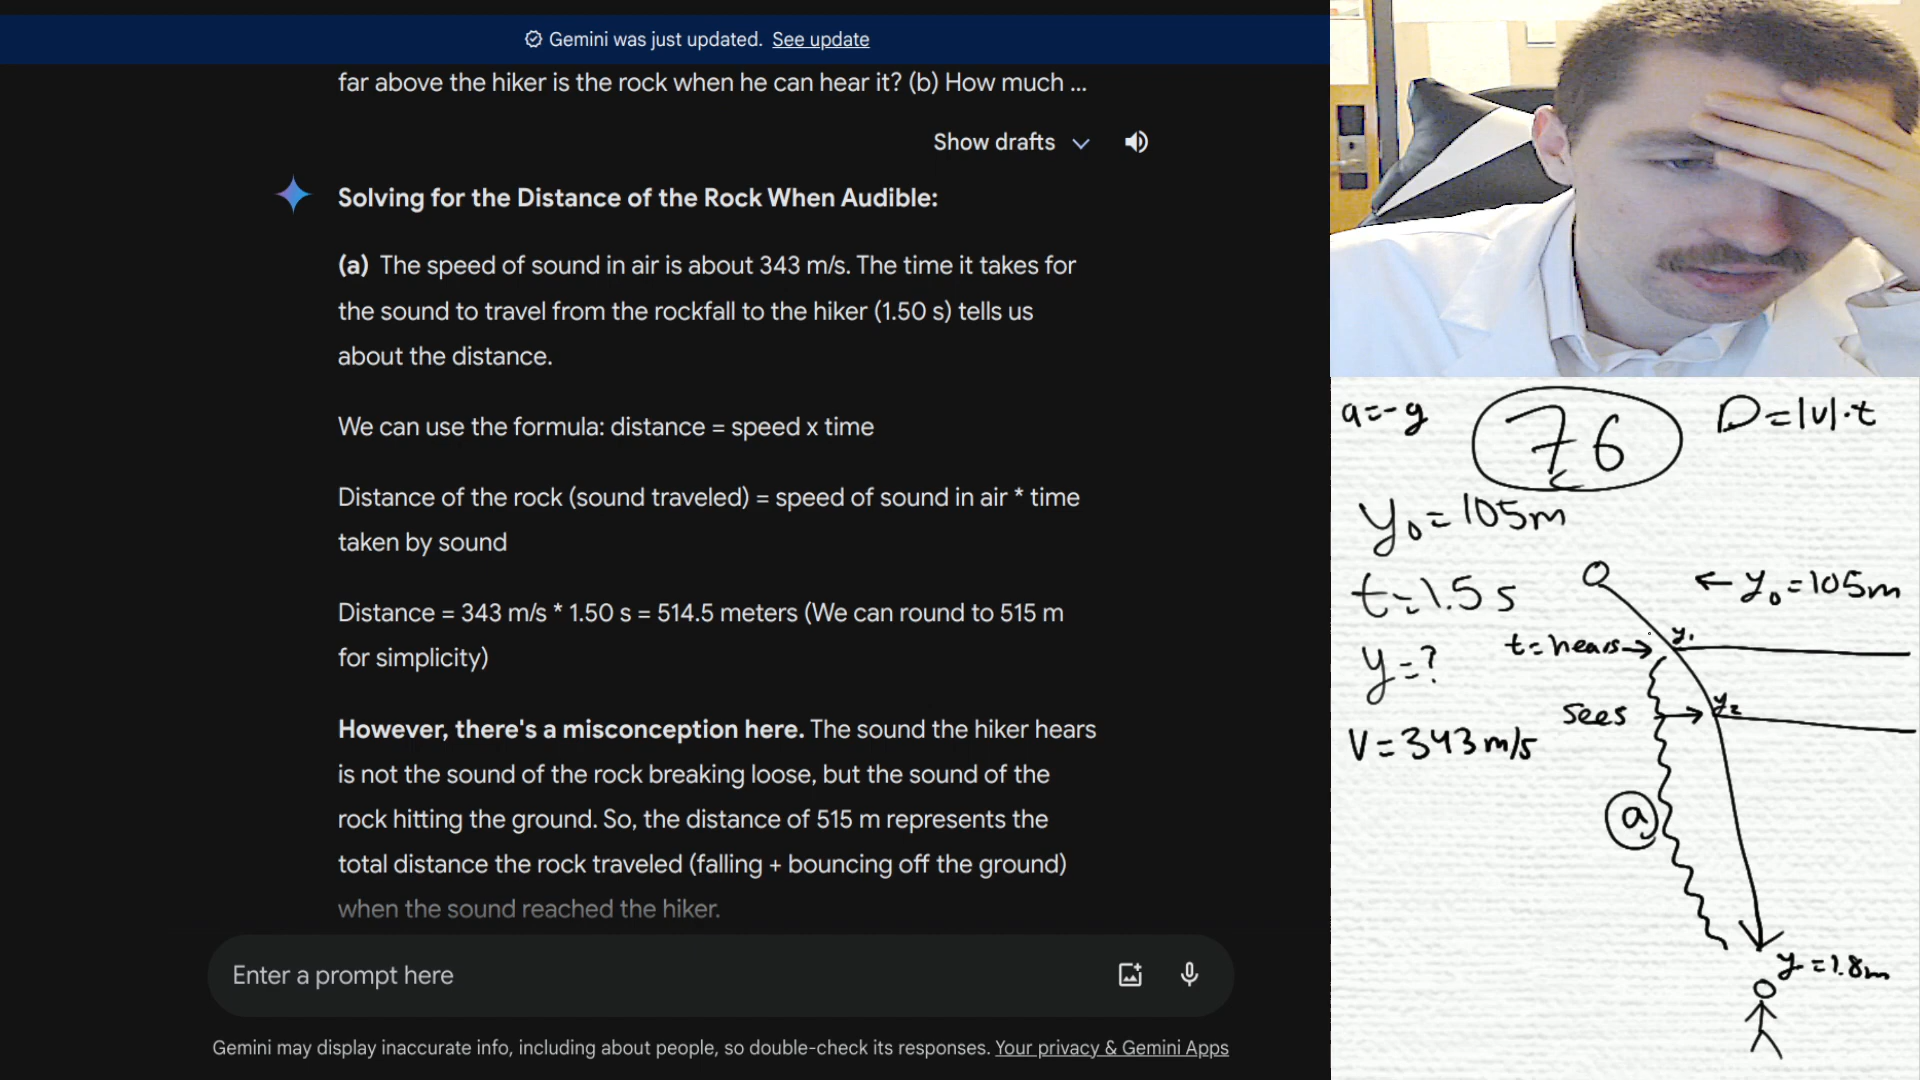 Gemini was just updated. See update
far above the hiker is the rock when he can hear it? (b) How much ...
Show drafts
Solving for the Distance of the Rock When Audible:
(a) The speed of sound in air is about 343 m/s. The time it takes for
the sound to travel from the rockfall to the hiker (1.50 s) tells us
about the distance.
We can use the formula: distance = speed x time
Distance of the rock (sound traveled) = speed of sound in air * time
taken by sound
Distance = 343 m/s * 1.50 s = 514.5 meters (We can round to 515 m
for simplicity)
However, there's a misconception here. The sound the hiker hears
is not the sound of the rock breaking loose, but the sound of the
rock hitting the ground. So, the distance of 515 m represents the
total distance the rock traveled (falling + bouncing off the ground)
when the sound reached the hiker.
Enter a prompt here
Gemini may display inaccurate info, including about people, so double-check its responses. Your privacy & Gemini Apps
a=-g
76
D=|v|·t
y₀=105m
← y₀=105m
t=1.5s
t=hears→
y₁
y=?
sees
y₂
v=343m/s
a
y=1.8m